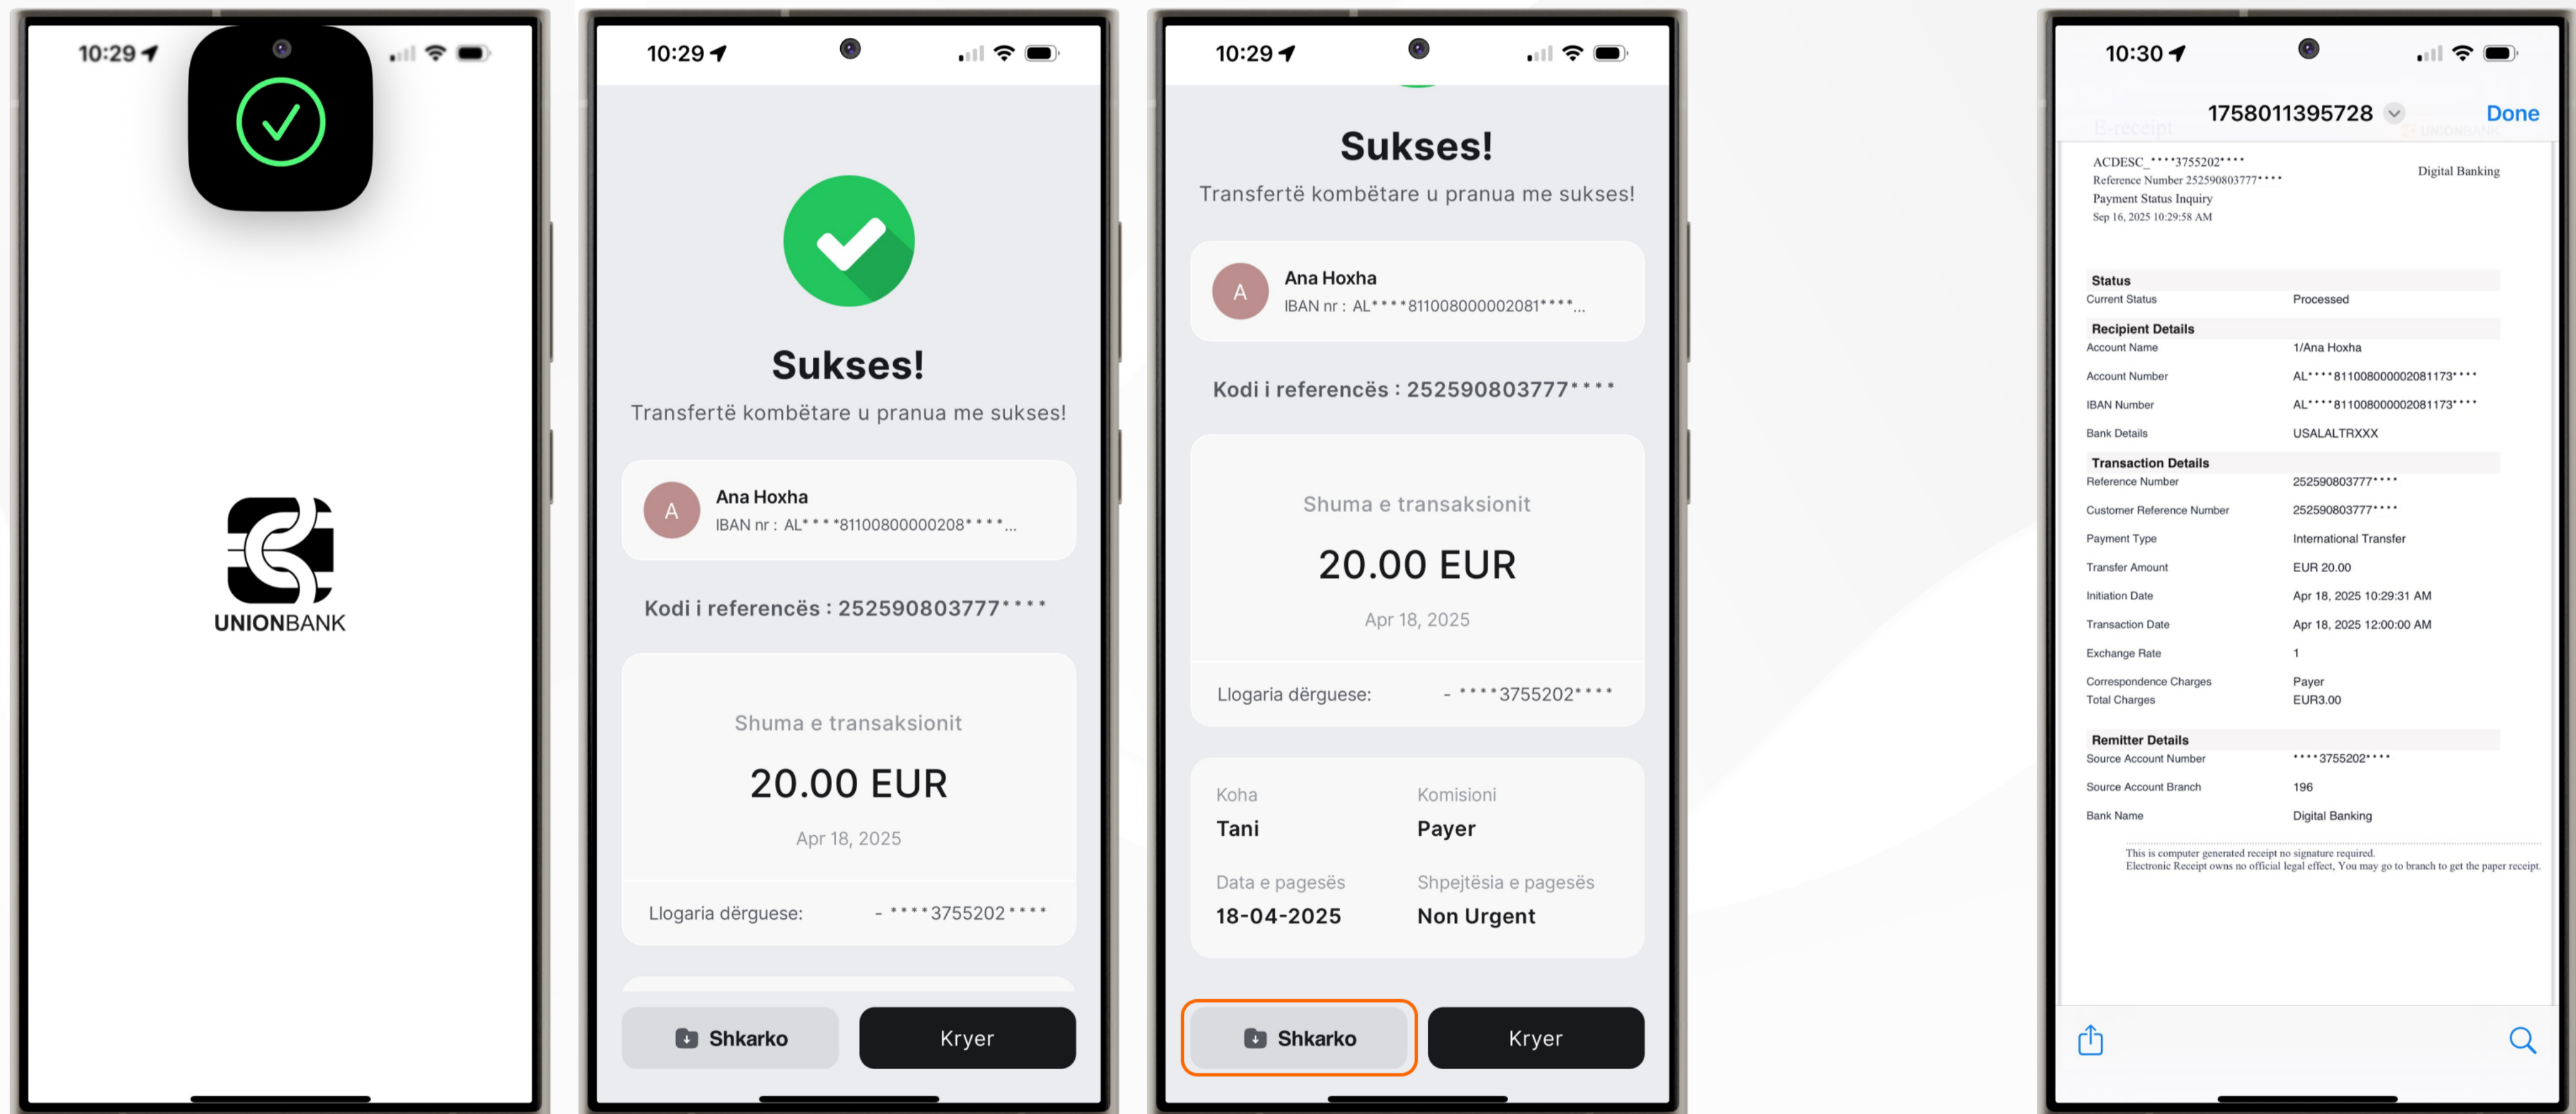 10:29
UNIONBANK
10:29
Sukses!
Transfertë kombëtare u pranua me sukses!
A
Ana Hoxha
IBAN nr : AL****81100800000208****...
Kodi i referencës : 252590803777****
Shuma e transaksionit
20.00 EUR
Apr 18, 2025
Llogaria dërguese: - ****3755202****
Shkarko
Kryer
10:29
Sukses!
Transfertë kombëtare u pranua me sukses!
A
Ana Hoxha
IBAN nr : AL****811008000002081****...
Kodi i referencës : 252590803777****
Shuma e transaksionit
20.00 EUR
Apr 18, 2025
Llogaria dërguese: - ****3755202****
Koha Komisioni
Tani Payer
Data e pagesës Shpejtësia e pagesës
18-04-2025 Non Urgent
Shkarko
Kryer
10:30
1758011395728 Done
E-receipt UNIONBANK
ACDESC_****3755202****
Digital Banking
Reference Number 252590803777****
Payment Status Inquiry
Sep 16, 2025 10:29:58 AM
Status
Current Status Processed
Recipient Details
Account Name 1/Ana Hoxha
Account Number AL****811008000002081173****
IBAN Number AL****811008000002081173****
Bank Details USALALTRXXX
Transaction Details
Reference Number 252590803777****
Customer Reference Number 252590803777****
Payment Type International Transfer
Transfer Amount EUR 20.00
Initiation Date Apr 18, 2025 10:29:31 AM
Transaction Date Apr 18, 2025 12:00:00 AM
Exchange Rate 1
Correspondence Charges Payer
Total Charges EUR3.00
Remitter Details
Source Account Number ****3755202****
Source Account Branch 196
Bank Name Digital Banking
This is computer generated receipt no signature required.
Electronic Receipt owns no official legal effect, You may go to branch to get the paper receipt.